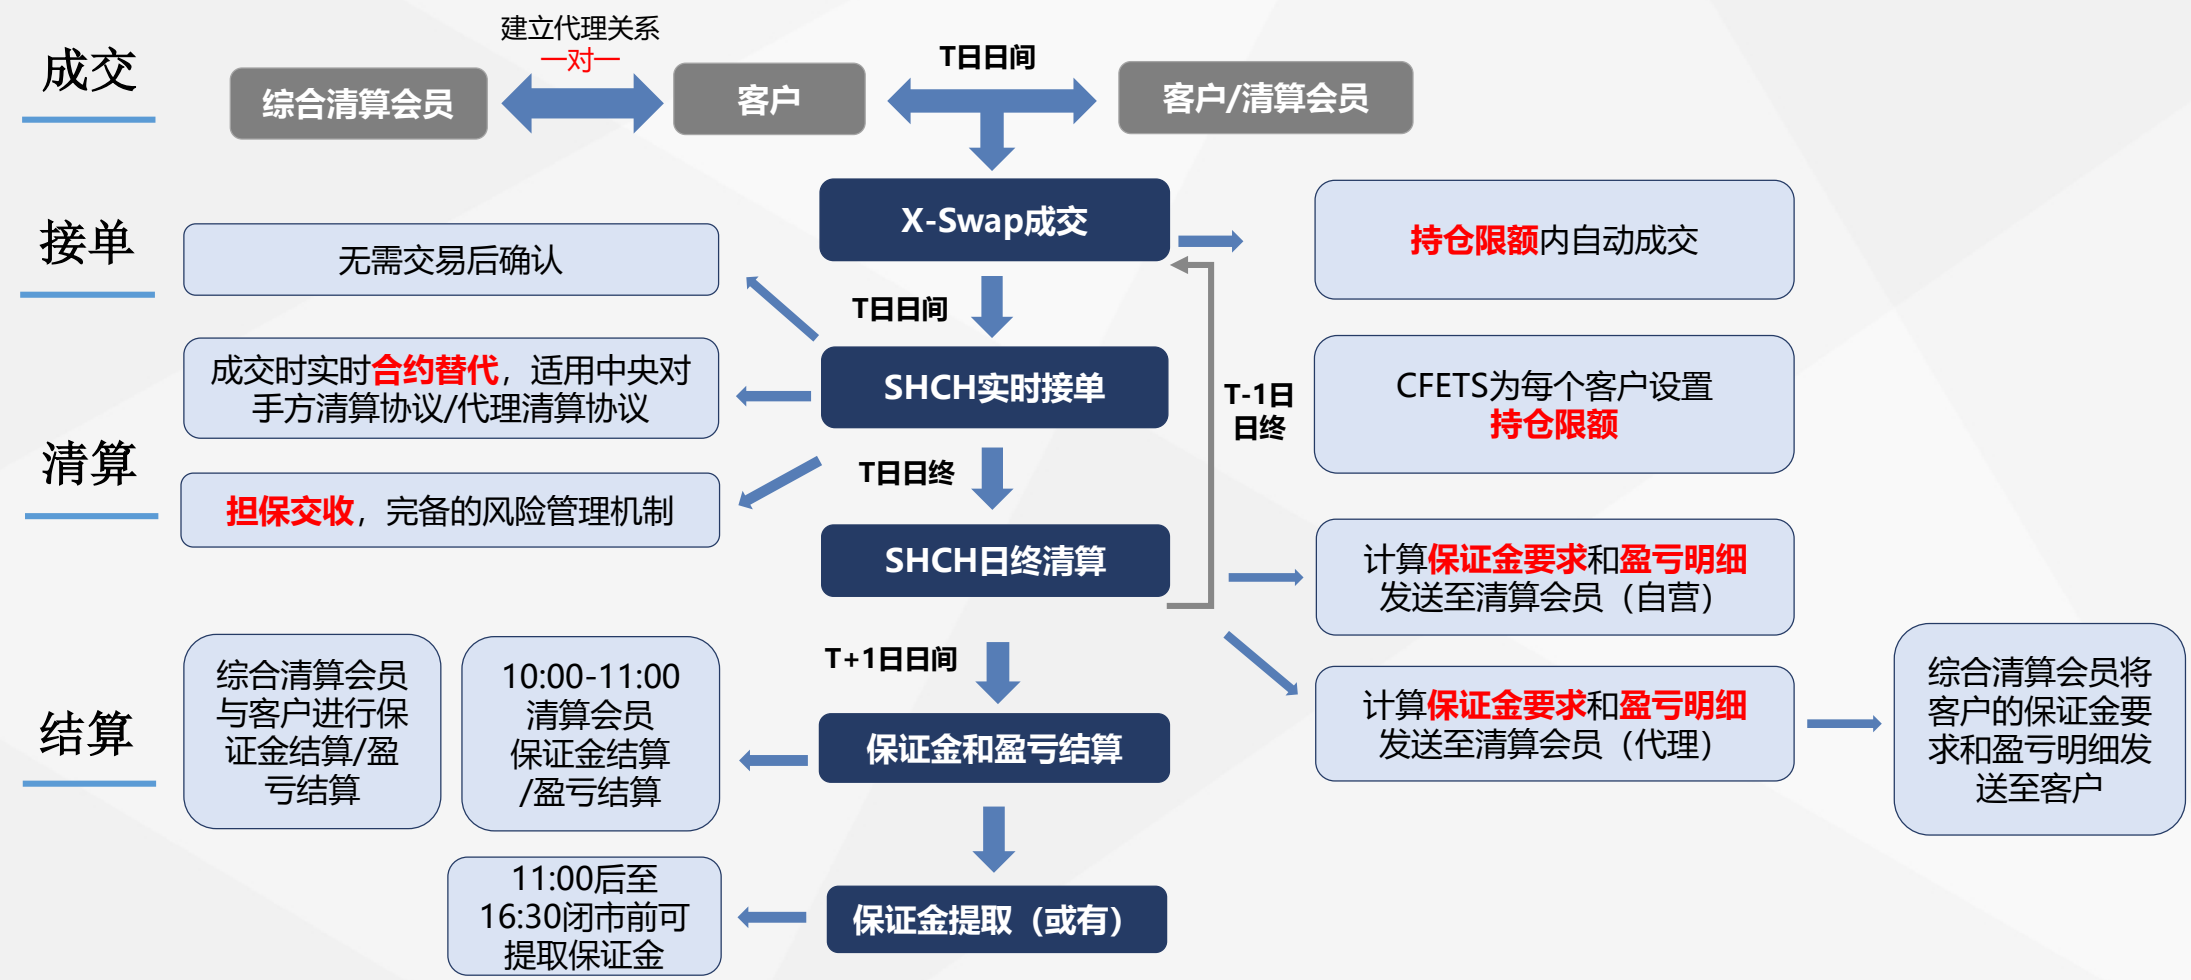 成交
建立代理关系
一对一
综合清算会员
客户
T日日间
客户/清算会员
接单
无需交易后确认
X-Swap成交
持仓限额内自动成交
T日日间
成交时实时合约替代，适用中央对
手方清算协议/代理清算协议
SHCH实时接单
T-1日
日终
CFETS为每个客户设置
持仓限额
清算
T日日终
担保交收，完备的风险管理机制
SHCH日终清算
计算保证金要求和盈亏明细
发送至清算会员（自营）
结算
综合清算会员
与客户进行保
证金结算/盈
亏结算
10:00-11:00
清算会员
保证金结算
/盈亏结算
T+1日日间
保证金和盈亏结算
计算保证金要求和盈亏明细
发送至清算会员（代理）
综合清算会员将
客户的保证金要
求和盈亏明细发
送至客户
11:00后至
16:30闭市前可
提取保证金
保证金提取（或有）